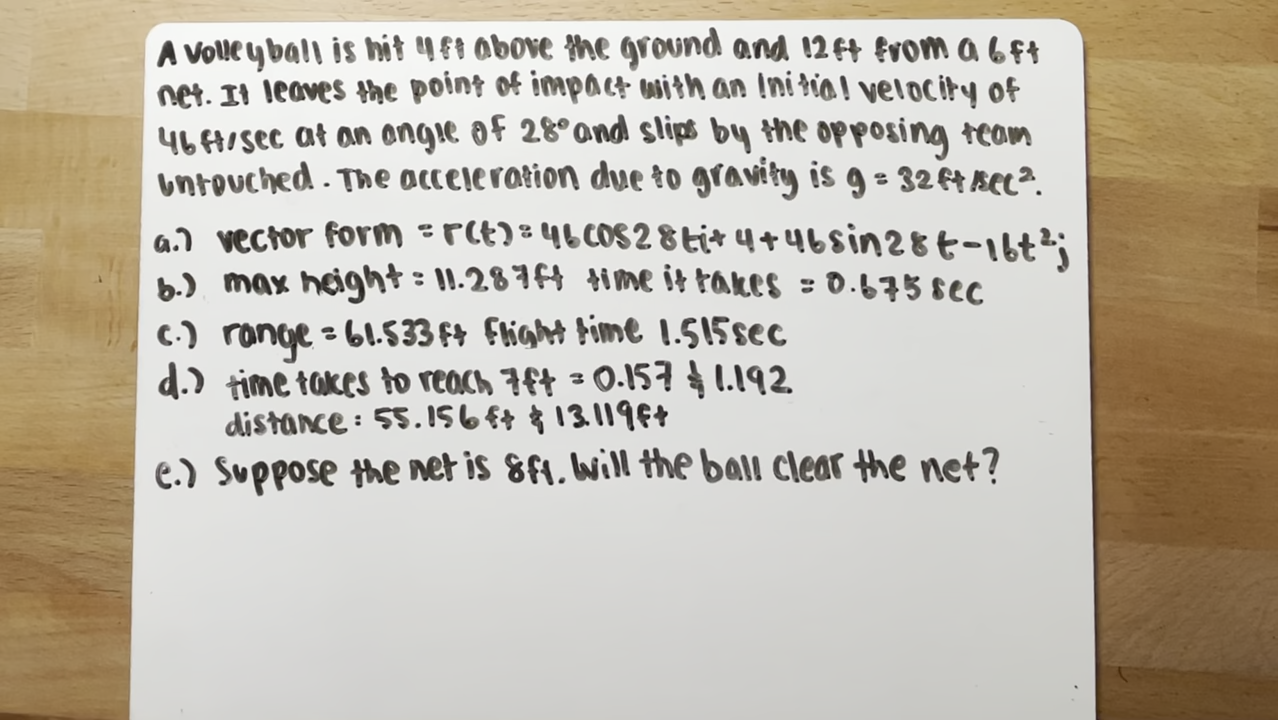 A Volleyball is hit 4ft above the ground and 12ft from a 6ft
net. It leaves the point of impact with an Initial velocity of
46ft/sec at an angle of 28° and slips by the opposing team
untouched. The acceleration due to gravity is g = 32ft/sec².
a.) vector form = r(t) = 46cos28ti+ 4+46sin28t-16t²j
b.) max height = 11.287ft time it takes = 0.675 sec
c.) range = 61.533ft flight time 1.515sec
d.) time takes to reach 7ft = 0.157 & 1.192
distance: 55.156ft & 13.119ft
e.) Suppose the net is 8ft. Will the ball clear the net?